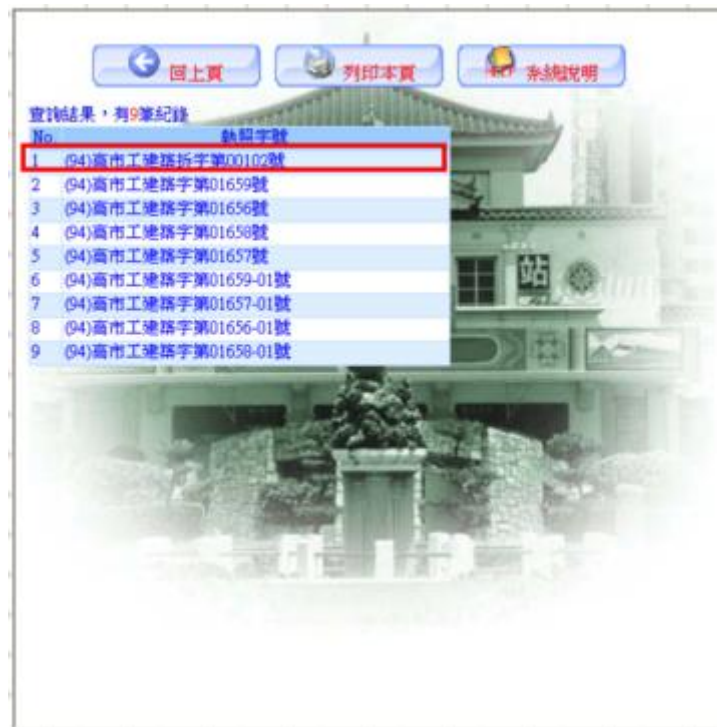 回上頁
列印本頁
系統說明
查詢結果，有9筆紀錄
No 執照字號
1 (94)高市工建築拆字第00102號
2 (94)高市工建築字第01659號
3 (94)高市工建築字第01656號
4 (94)高市工建築字第01658號
5 (94)高市工建築字第01657號
6 (94)高市工建築字第01659-01號
7 (94)高市工建築字第01657-01號
8 (94)高市工建築字第01656-01號
9 (94)高市工建築字第01658-01號
站